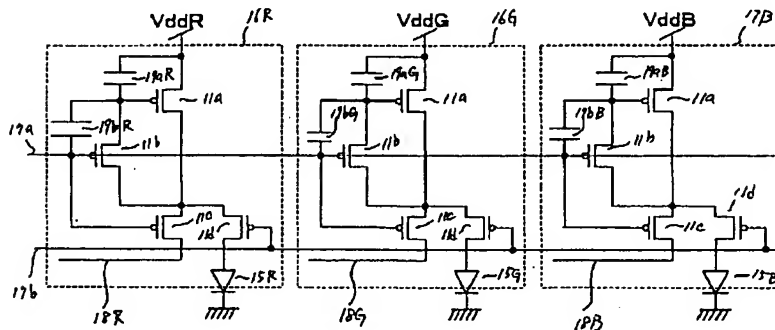 VddR 16R VddG 16G VddB 17B
19aR 19aG 19aB
11a 11a 11a
19bR 19bG 19bB
17a 11b 11b 11b
11d
11c 11d 11c 11d 11c
17b
18R 15R 18G 15G 18B 15B